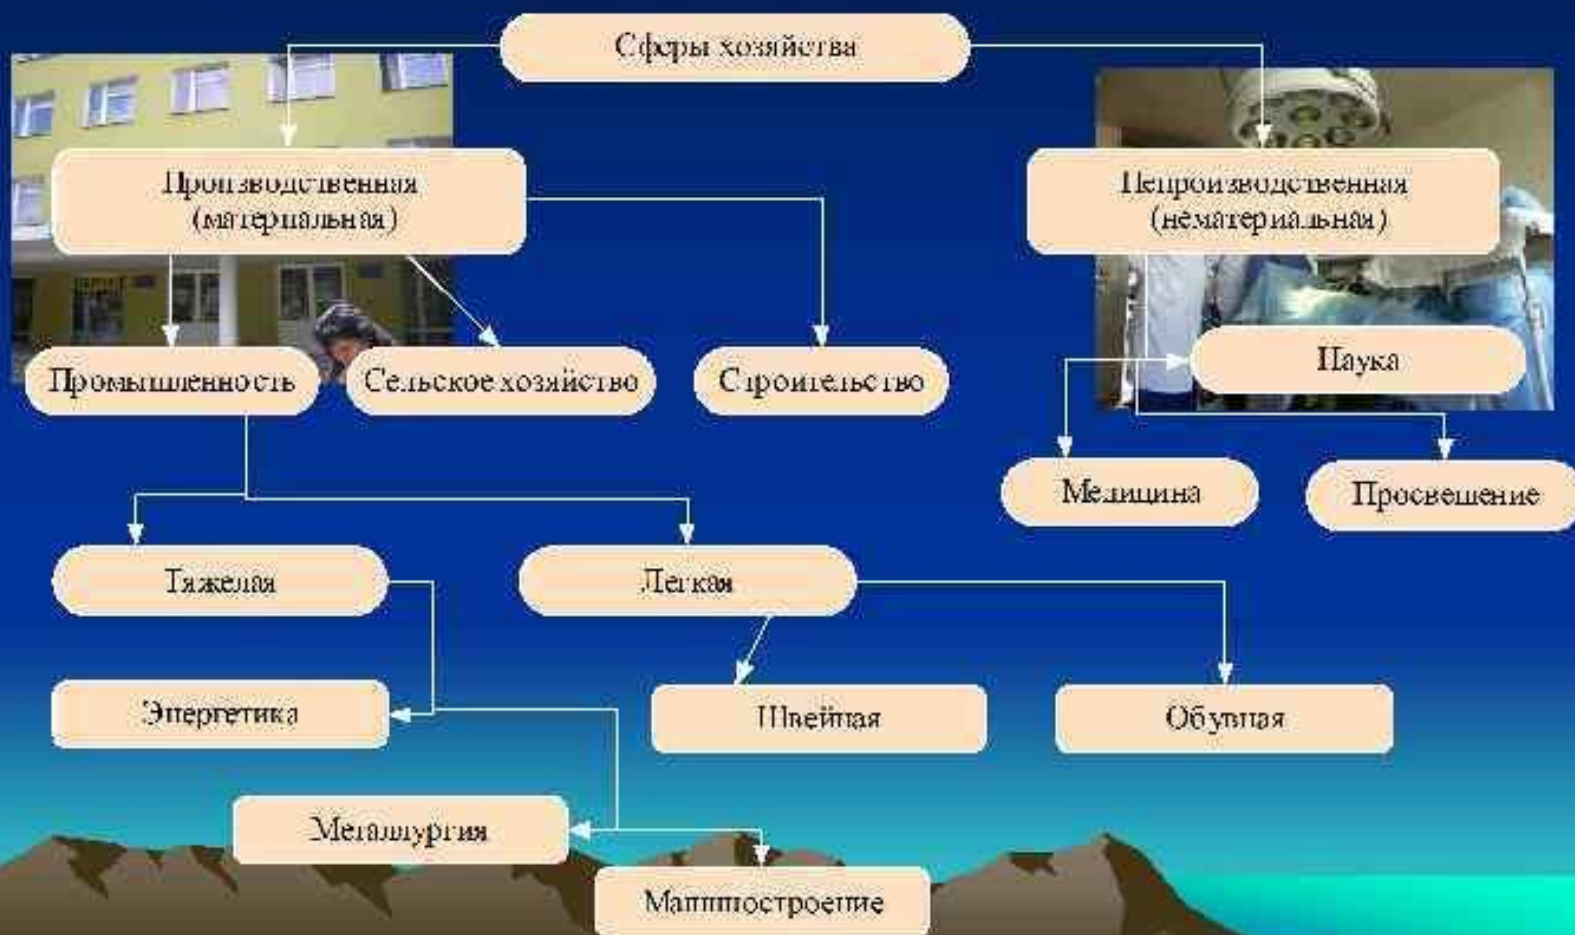 Сферы хозяйства
Производственная
(материальная)
Непроизводственная
(нематериальная)
Промышленность
Сельское хозяйство
Строительство
Наука
Медицина
Просвещение
Тяжелая
Легкая
Энергетика
Швейная
Обувная
Металлургия
Машиностроение